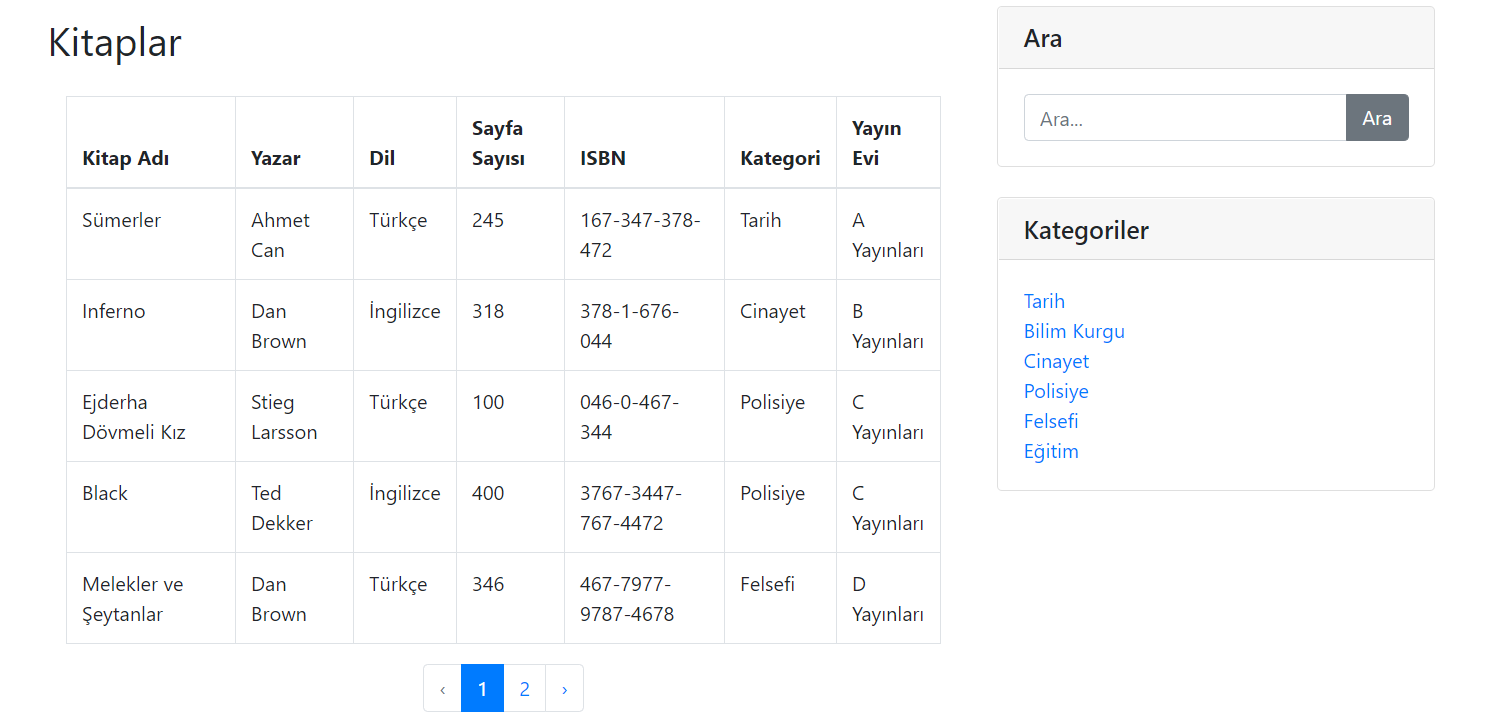 Kitaplar
Kitap Adı Yazar Dil Sayfa Sayısı ISBN Kategori Yayın Evi
Sümerler Ahmet Can Türkçe 245 167-347-378-472 Tarih A Yayınları
Inferno Dan Brown İngilizce 318 378-1-676-044 Cinayet B Yayınları
Ejderha Dövmeli Kız Stieg Larsson Türkçe 100 046-0-467-344 Polisiye C Yayınları
Black Ted Dekker İngilizce 400 3767-3447-767-4472 Polisiye C Yayınları
Melekler ve Şeytanlar Dan Brown Türkçe 346 467-7977-9787-4678 Felsefi D Yayınları
‹ 1 2 ›
Ara
Ara... Ara
Kategoriler
Tarih
Bilim Kurgu
Cinayet
Polisiye
Felsefi
Eğitim